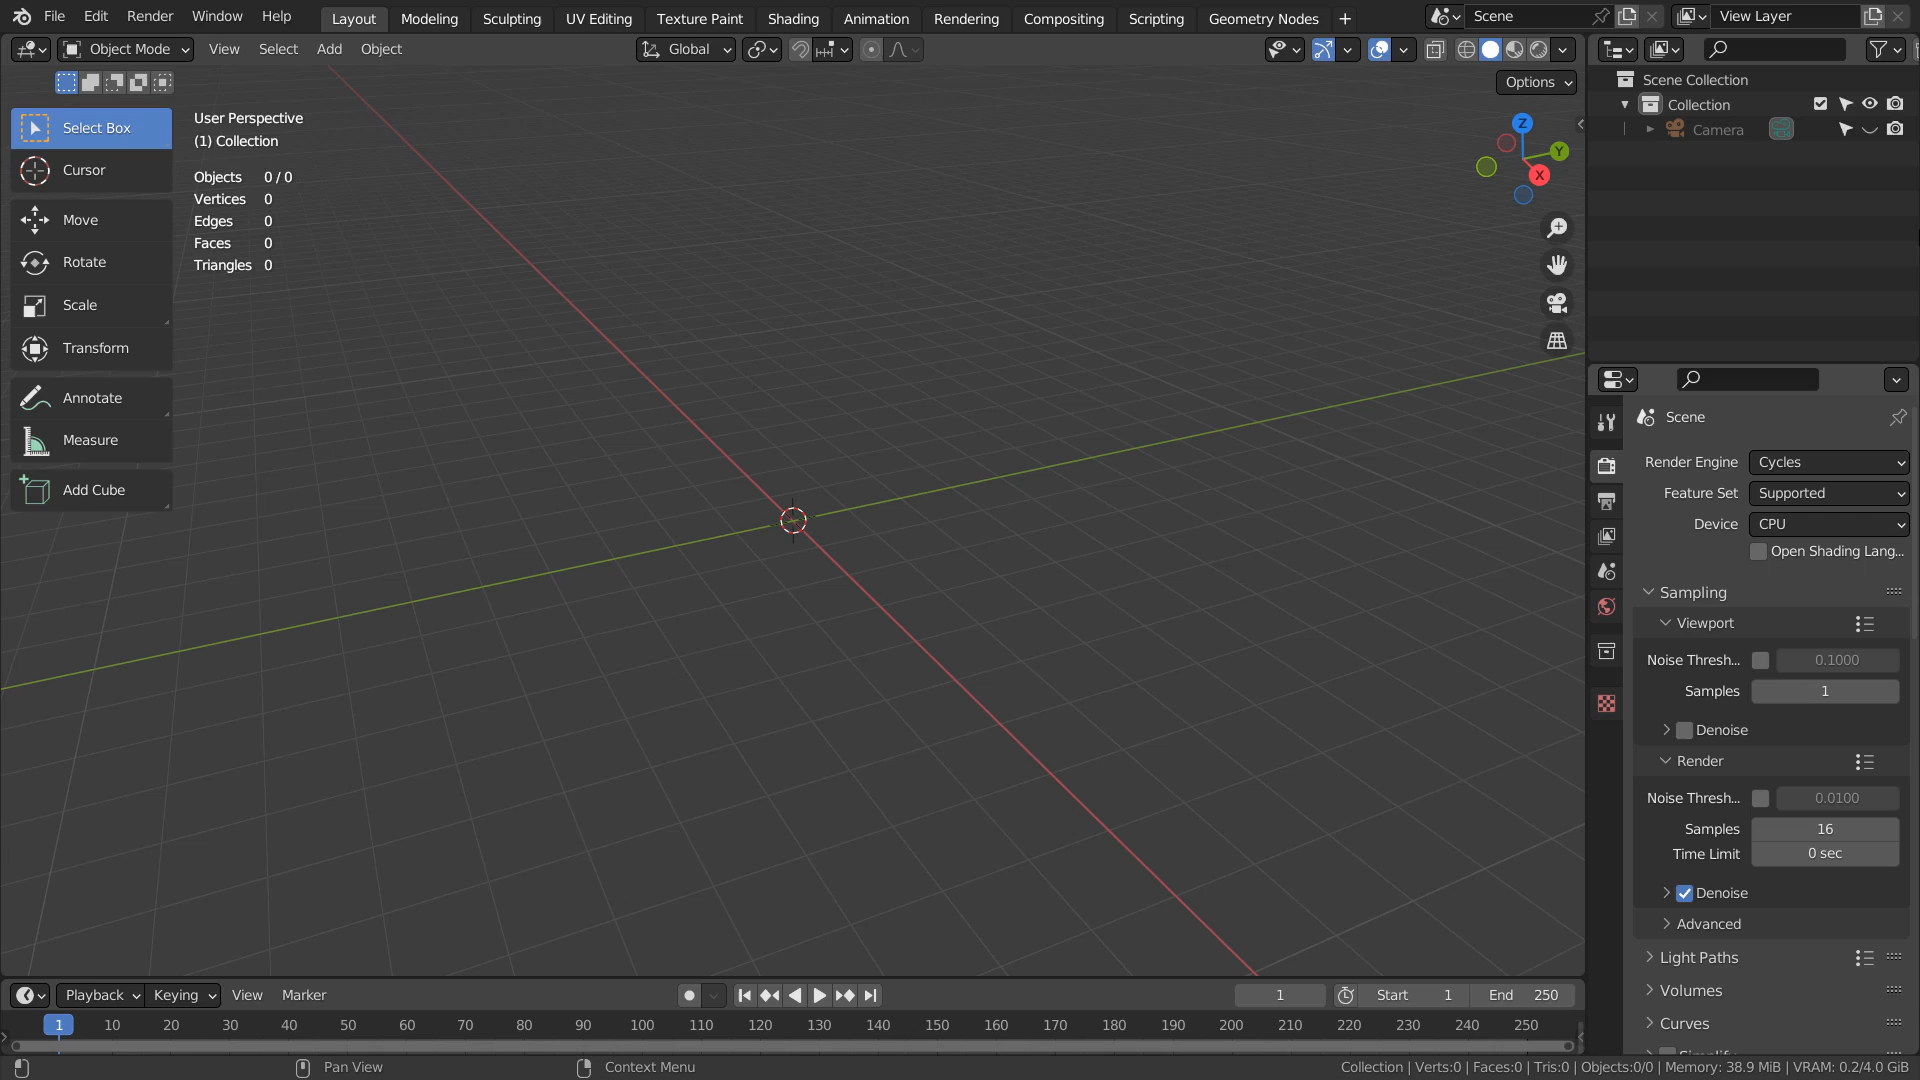 File Edit Render Window Help Layout Modeling Sculpting UV Editing Texture Paint Shading Animation Rendering Compositing Scripting Geometry Nodes + Scene View Layer
Object Mode View Select Add Object Global
Options
Select Box
Cursor
Move
Rotate
Scale
Transform
Annotate
Measure
Add Cube
User Perspective
(1) Collection
Objects 0 / 0
Vertices 0
Edges 0
Faces 0
Triangles 0
Z
Y
X
Scene Collection
Collection
Camera
Scene
Render Engine Cycles
Feature Set Supported
Device CPU
Open Shading Lang...
Sampling
Viewport
Noise Thresh... 0.1000
Samples 1
Denoise
Render
Noise Thresh... 0.0100
Samples 16
Time Limit 0 sec
Denoise
Advanced
Light Paths
Volumes
Curves
Playback Keying View Marker 1 Start 1 End 250
1 10 20 30 40 50 60 70 80 90 100 110 120 130 140 150 160 170 180 190 200 210 220 230 240 250
Pan View Context Menu Collection | Verts:0 | Faces:0 | Tris:0 | Objects:0/0 | Memory: 38.9 MiB | VRAM: 0.2/4.0 GiB